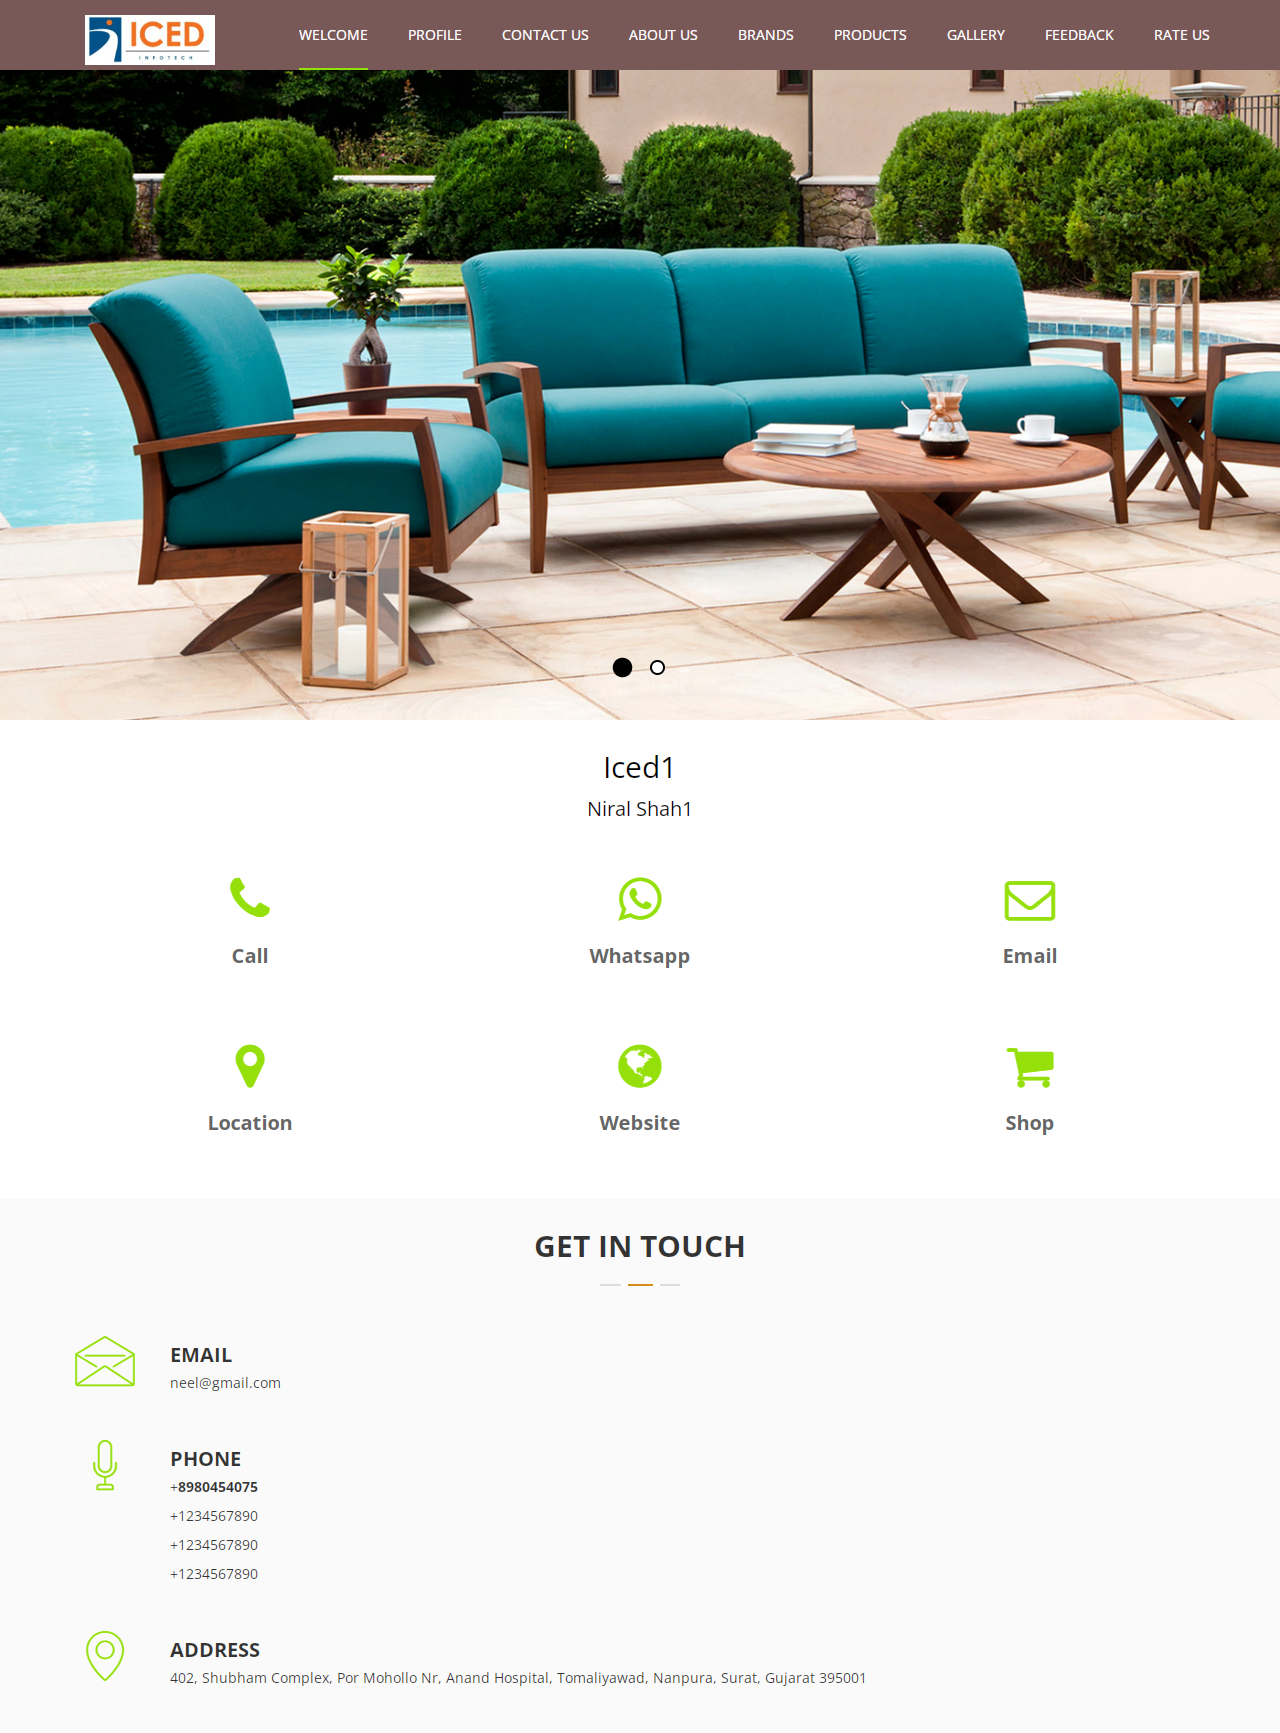 ICED
INFOTECH
WELCOME
PROFILE
CONTACT US
ABOUT US
BRANDS
PRODUCTS
GALLERY
FEEDBACK
RATE US
Iced1
Niral Shah1
Call
Whatsapp
Email
Location
Website
Shop
GET IN TOUCH
EMAIL
neel@gmail.com
PHONE
+8980454075
+1234567890
+1234567890
+1234567890
ADDRESS
402, Shubham Complex, Por Mohollo Nr, Anand Hospital, Tomaliyawad, Nanpura, Surat, Gujarat 395001